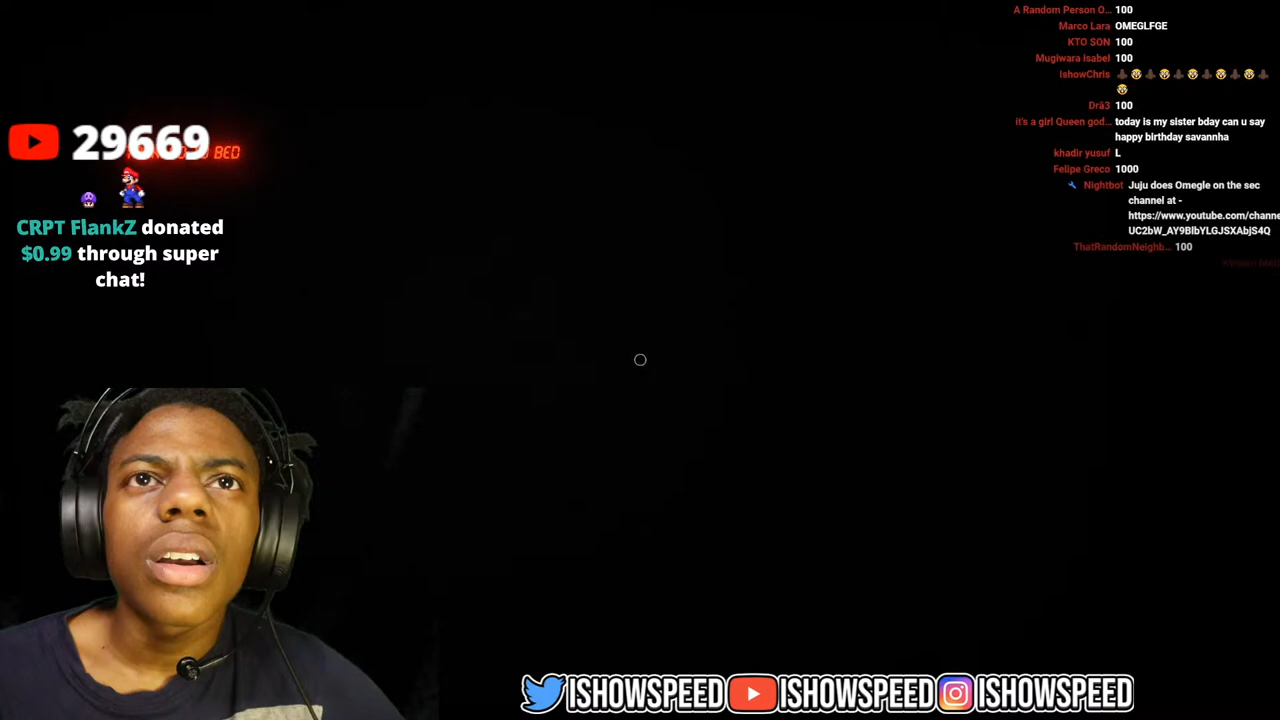 29669
BED
CRPT FlankZ donated
$0.99 through super
chat!
A Random Person O... 100
Marco Lara OMEGLFGE
KTO SON 100
Mugiwara Isabel 100
IshowChris
Drâ3 100
it's a girl Queen god... today is my sister bday can u say
happy birthday savannha
khadir yusuf L
Felipe Greco 1000
Nightbot Juju does Omegle on the sec
channel at -
https://www.youtube.com/channe
UC2bW_AY9BlbYLGJSXAbjS4Q
ThatRandomNeighb... 100
ISHOWSPEED ISHOWSPEED ISHOWSPEED